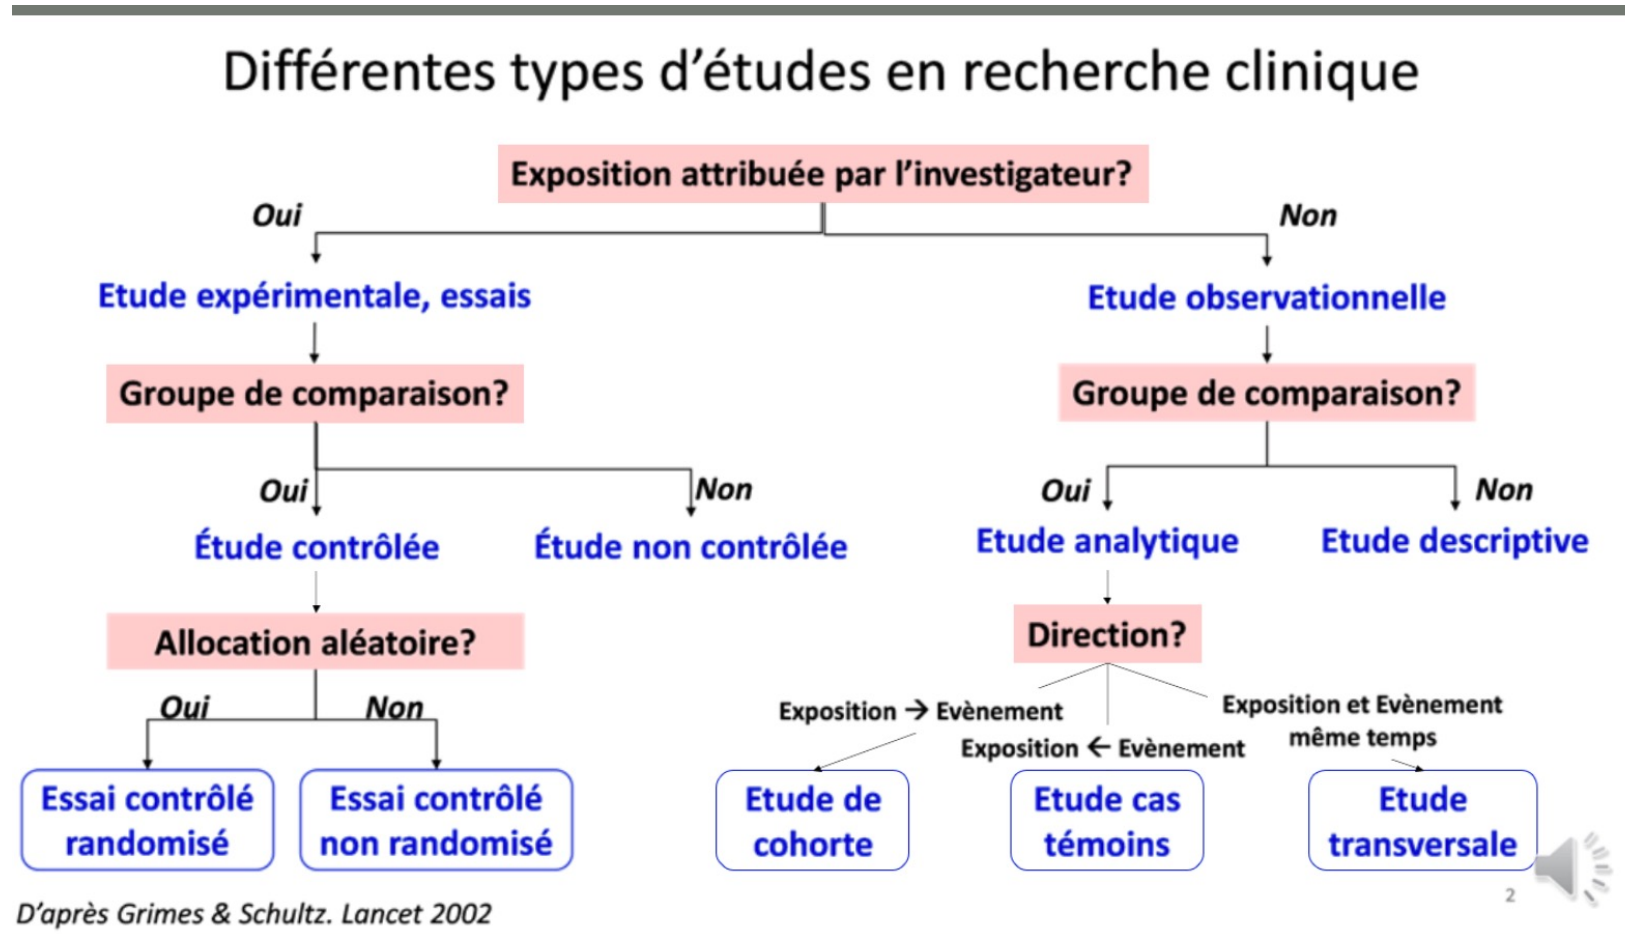 Différentes types d'études en recherche clinique
Exposition attribuée par l'investigateur?
Oui
Non
Etude expérimentale, essais
Etude observationnelle
Groupe de comparaison?
Groupe de comparaison?
Oui
Non
Oui
Non
Étude contrôlée
Étude non contrôlée
Etude analytique
Etude descriptive
Allocation aléatoire?
Direction?
Oui
Non
Exposition → Evènement
Exposition ← Evènement
Exposition et Evènement
même temps
Essai contrôlé
randomisé
Essai contrôlé
non randomisé
Etude de
cohorte
Etude cas
témoins
Etude
transversale
2
D'après Grimes & Schultz. Lancet 2002